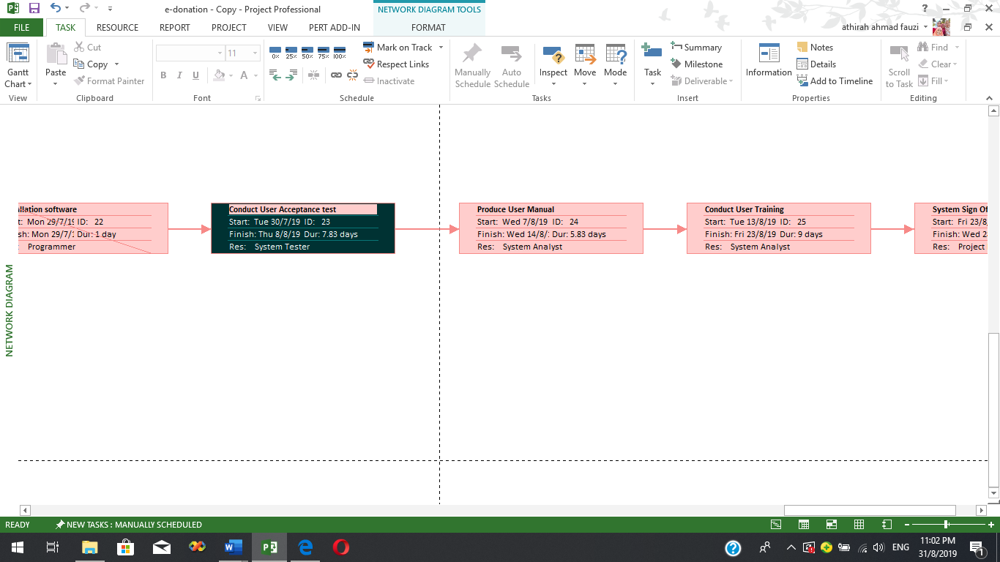 e-donation - Copy - Project Professional
NETWORK DIAGRAM TOOLS
FILE TASK RESOURCE REPORT PROJECT VIEW PERT ADD-IN FORMAT
athirah ahmad fauzi
Gantt Chart
View
Paste
Cut
Copy
Format Painter
Clipboard
11
B I U A
Font
0% 25% 50% 75% 100%
Mark on Track
Respect Links
Inactivate
Schedule
Manually Schedule
Auto Schedule
Inspect
Move
Mode
Tasks
Task
Summary
Milestone
Deliverable
Insert
Information
Notes
Details
Add to Timeline
Properties
Scroll to Task
Find
Clear
Fill
Editing
NETWORK DIAGRAM
allation software
t: Mon 29/7/19 ID: 22
sh: Mon 29/7/1 Dur: 1 day
: Programmer
Conduct User Acceptance test
Start: Tue 30/7/19 ID: 23
Finish: Thu 8/8/19 Dur: 7.83 days
Res: System Tester
Produce User Manual
Start: Wed 7/8/19 ID: 24
Finish: Wed 14/8/1 Dur: 5.83 days
Res: System Analyst
Conduct User Training
Start: Tue 13/8/19 ID: 25
Finish: Fri 23/8/19 Dur: 9 days
Res: System Analyst
System Sign Of
Start: Fri 23/8/
Finish: Wed 2
Res: Project
READY
NEW TASKS : MANUALLY SCHEDULED
ENG
11:02 PM
31/8/2019
1